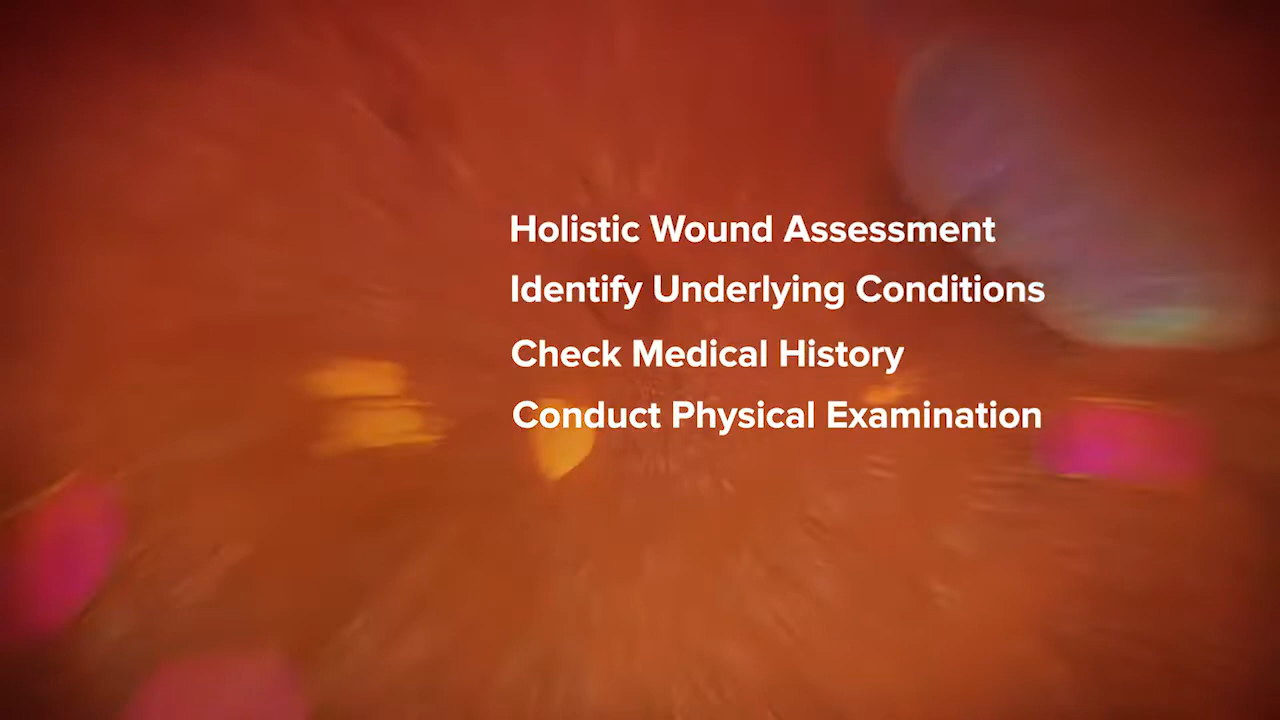 Holistic Wound Assessment
Identify Underlying Conditions
Check Medical History
Conduct Physical Examination